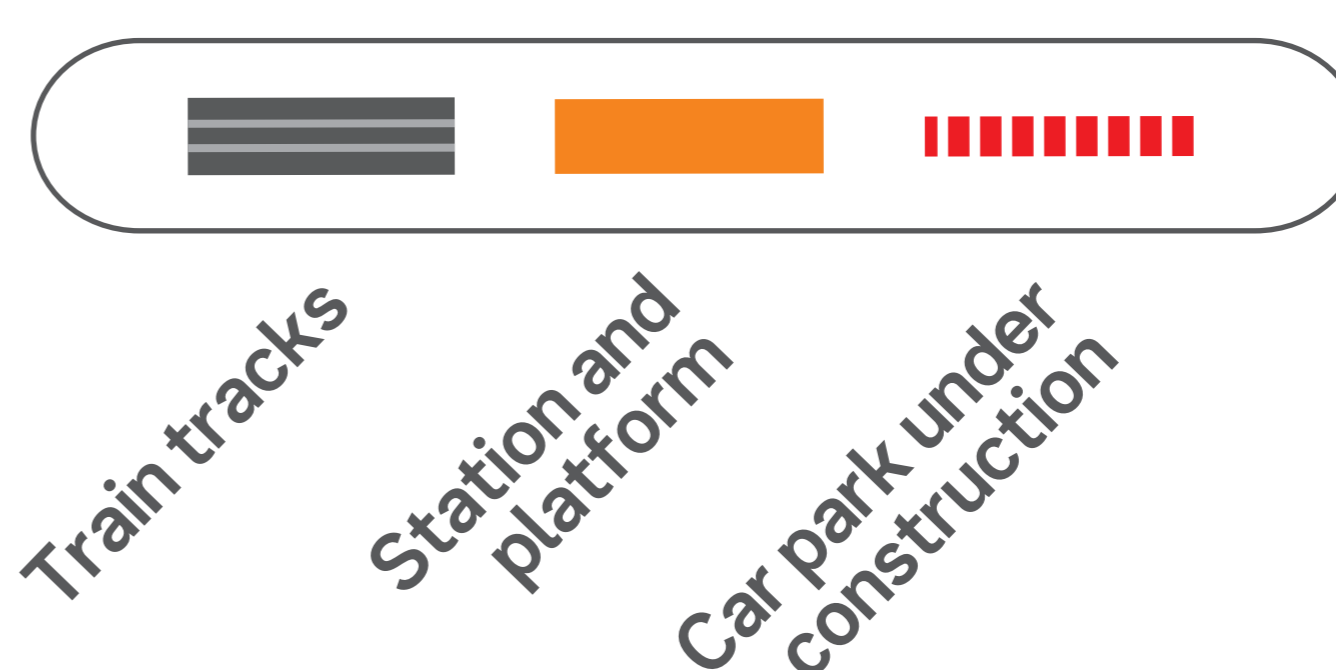 Train tracks
Station and
platform
Car park under
construction